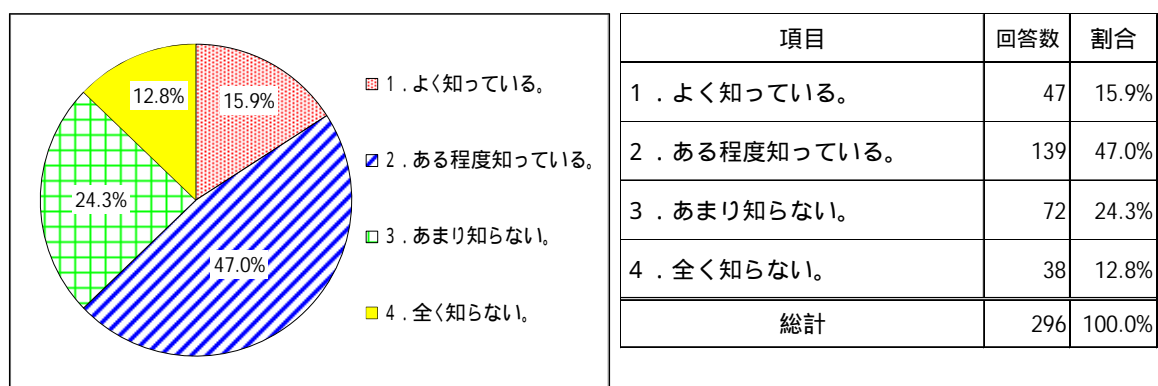 12.8%
15.9%
24.3%
47.0%
1．よく知っている。
2．ある程度知っている。
3．あまり知らない。
4．全く知らない。
項目 回答数 割合
1．よく知っている。 47 15.9%
2．ある程度知っている。 139 47.0%
3．あまり知らない。 72 24.3%
4．全く知らない。 38 12.8%
総計 296 100.0%